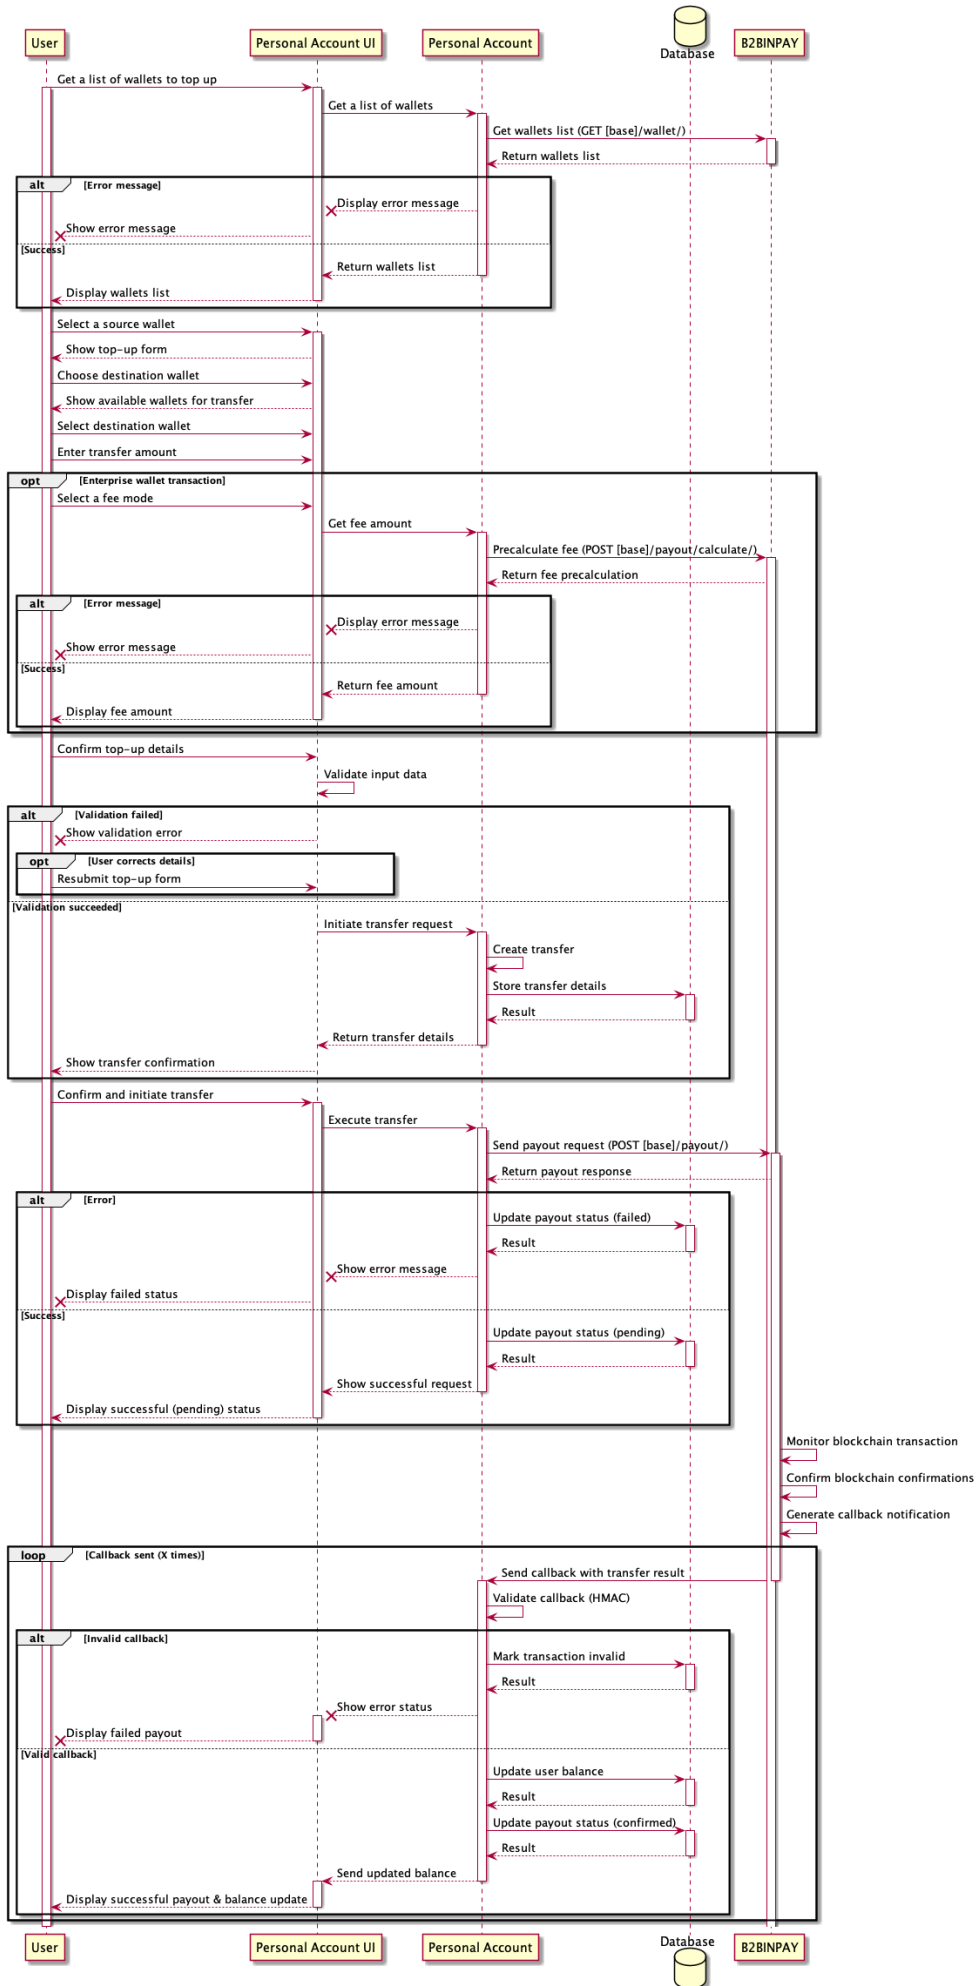 Database
User
Personal Account UI
Personal Account
B2BINPAY
Get a list of wallets to top up
Get a list of wallets
Get wallets list (GET [base]/wallet/)
Return wallets list
alt
[Error message]
Display error message
Show error message
[Success]
Return wallets list
Display wallets list
Select a source wallet
Show top-up form
Choose destination wallet
Show available wallets for transfer
Select destination wallet
Enter transfer amount
opt
[Enterprise wallet transaction]
Select a fee mode
Get fee amount
Precalculate fee (POST [base]/payout/calculate/)
Return fee precalculation
alt
[Error message]
Display error message
Show error message
[Success]
Return fee amount
Display fee amount
Confirm top-up details
Validate input data
alt
[Validation failed]
Show validation error
opt
[User corrects details]
Resubmit top-up form
[Validation succeeded]
Initiate transfer request
Create transfer
Store transfer details
Result
Return transfer details
Show transfer confirmation
Confirm and initiate transfer
Execute transfer
Send payout request (POST [base]/payout/)
Return payout response
alt
[Error]
Update payout status (failed)
Result
Show error message
Display failed status
[Success]
Update payout status (pending)
Result
Show successful request
Display successful (pending) status
Monitor blockchain transaction
Confirm blockchain confirmations
Generate callback notification
loop
[Callback sent (X times)]
Send callback with transfer result
Validate callback (HMAC)
alt
[Invalid callback]
Mark transaction invalid
Result
Show error status
Display failed payout
[Valid callback]
Update user balance
Result
Update payout status (confirmed)
Result
Send updated balance
Display successful payout & balance update
User
Personal Account UI
Personal Account
Database
B2BINPAY